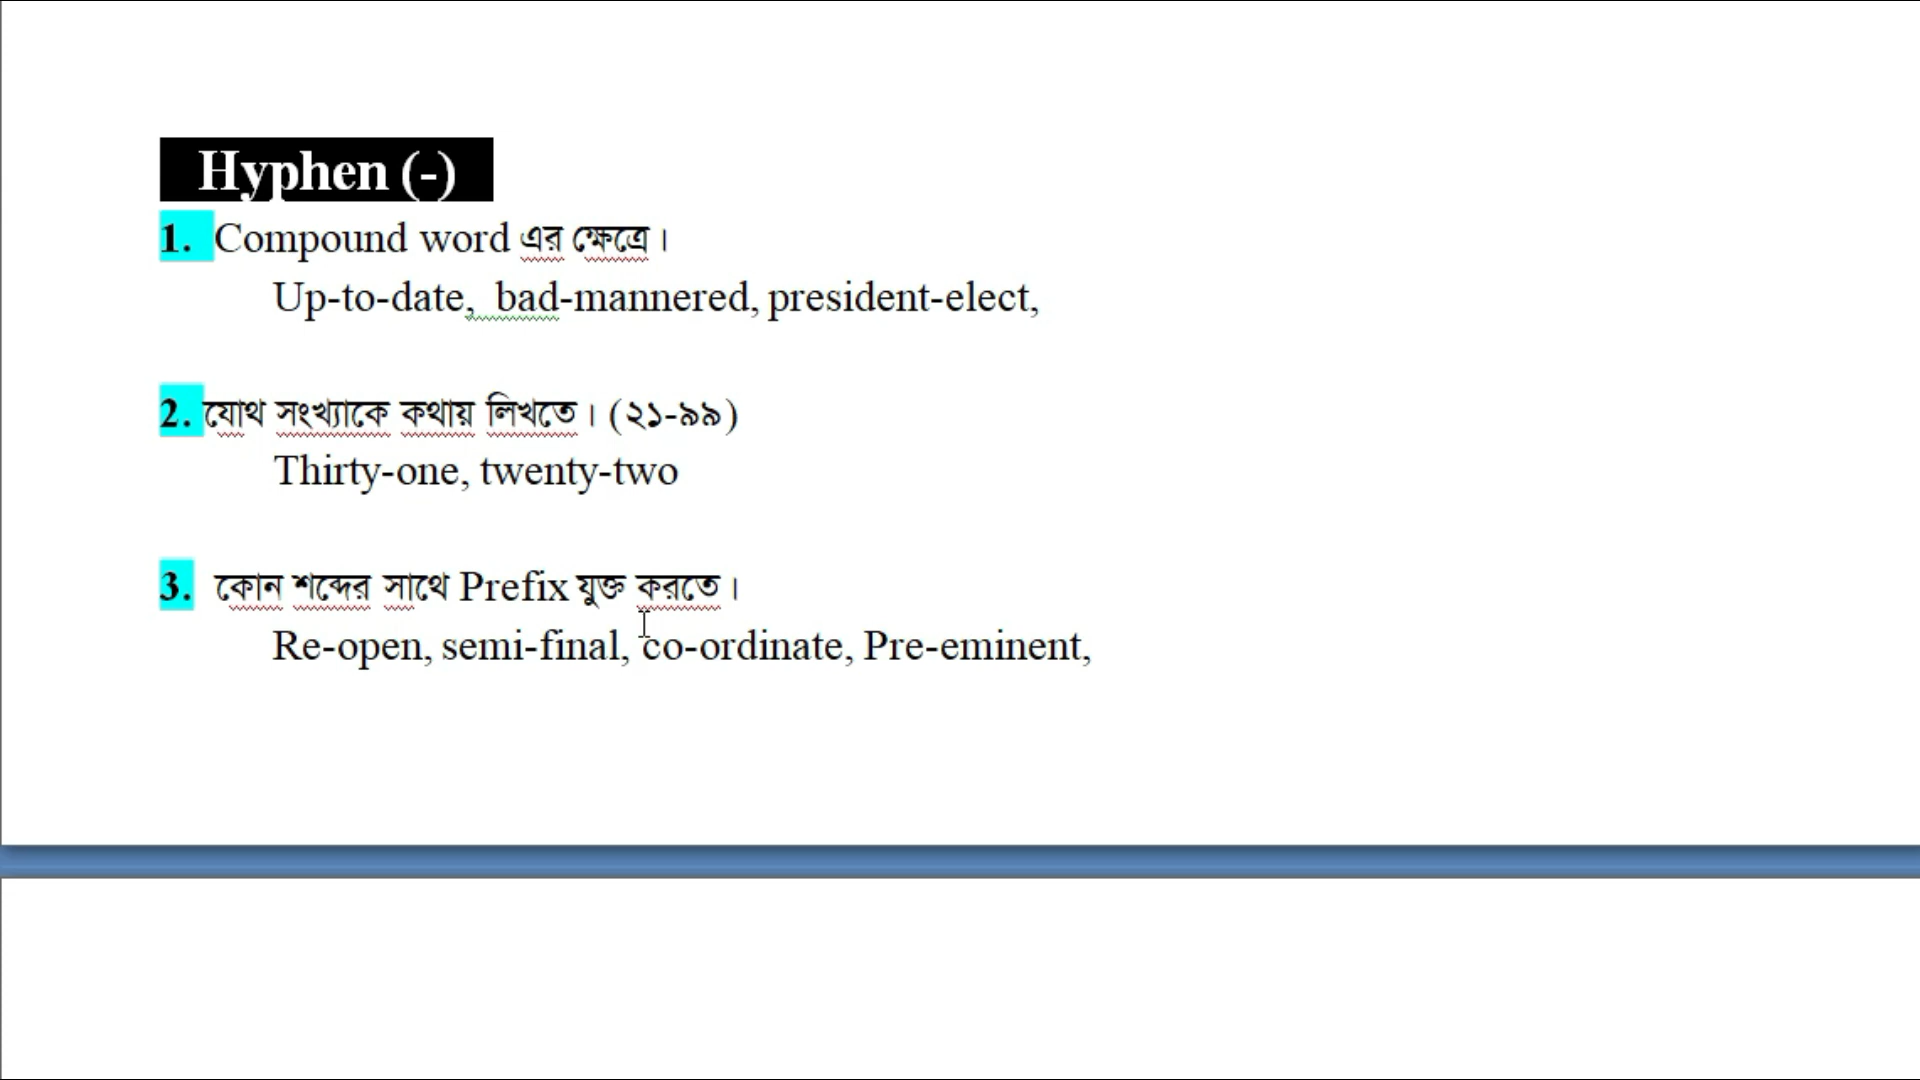 Hyphen (-)
1. Compound word এর ক্ষেত্রে।
Up-to-date, bad-mannered, president-elect,
2. যোথ সংখ্যাকে কথায় লিখতে। (২১-৯৯)
Thirty-one, twenty-two
3. কোন শব্দের সাথে Prefix যুক্ত করতে।
Re-open, semi-final, co-ordinate, Pre-eminent,